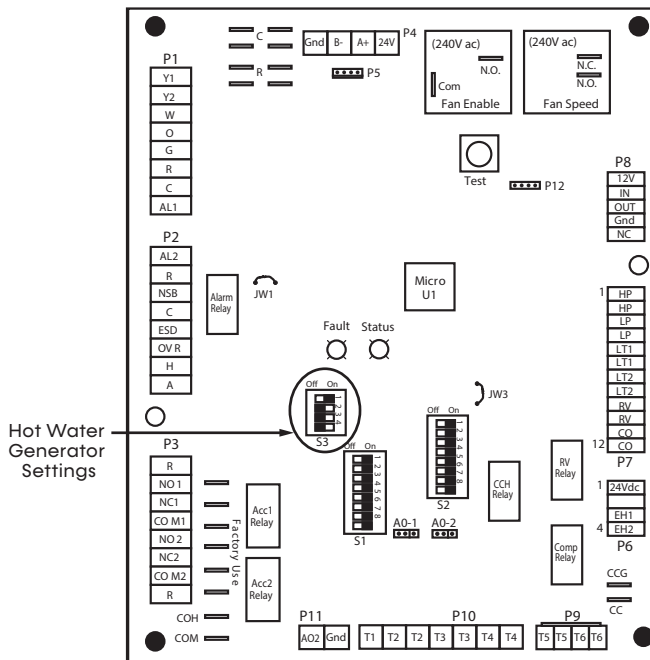 C
R
Gnd B- A+ 24V P4
P5
(240V ac)
N.O.
Com
Fan Enable
(240V ac)
N.C.
N.O.
Fan Speed
P1
Y1
Y2
W
O
G
R
C
AL1
Test
P12
P8
12V
IN
OUT
Gnd
NC
P2
AL2
R
NSB
C
ESD
OV R
H
A
Alarm
Relay
JW1
Micro
U1
Fault Status
1 HP
HP
LP
LP
LT1
LT1
LT2
LT2
RV
RV
CO
12 CO
P7
Hot Water
Generator
Settings
Off On
1
2
3
4
S3
JW3
Off On
1
2
3
4
5
6
7
8
S2
Off On
1
2
3
4
5
6
7
8
S1
A0-1 A0-2
CCH
Relay
RV
Relay
Comp
Relay
1 24Vdc
EH1
4 EH2
P6
CCG
CC
P3
R
NO 1
NC1
CO M1
NO 2
NC2
CO M2
R
Factory Use
Acc1
Relay
Acc2
Relay
COH
COM
P11
AO2 Gnd
P10
T1 T2 T2 T3 T3 T4 T4
P9
T5 T5 T6 T6